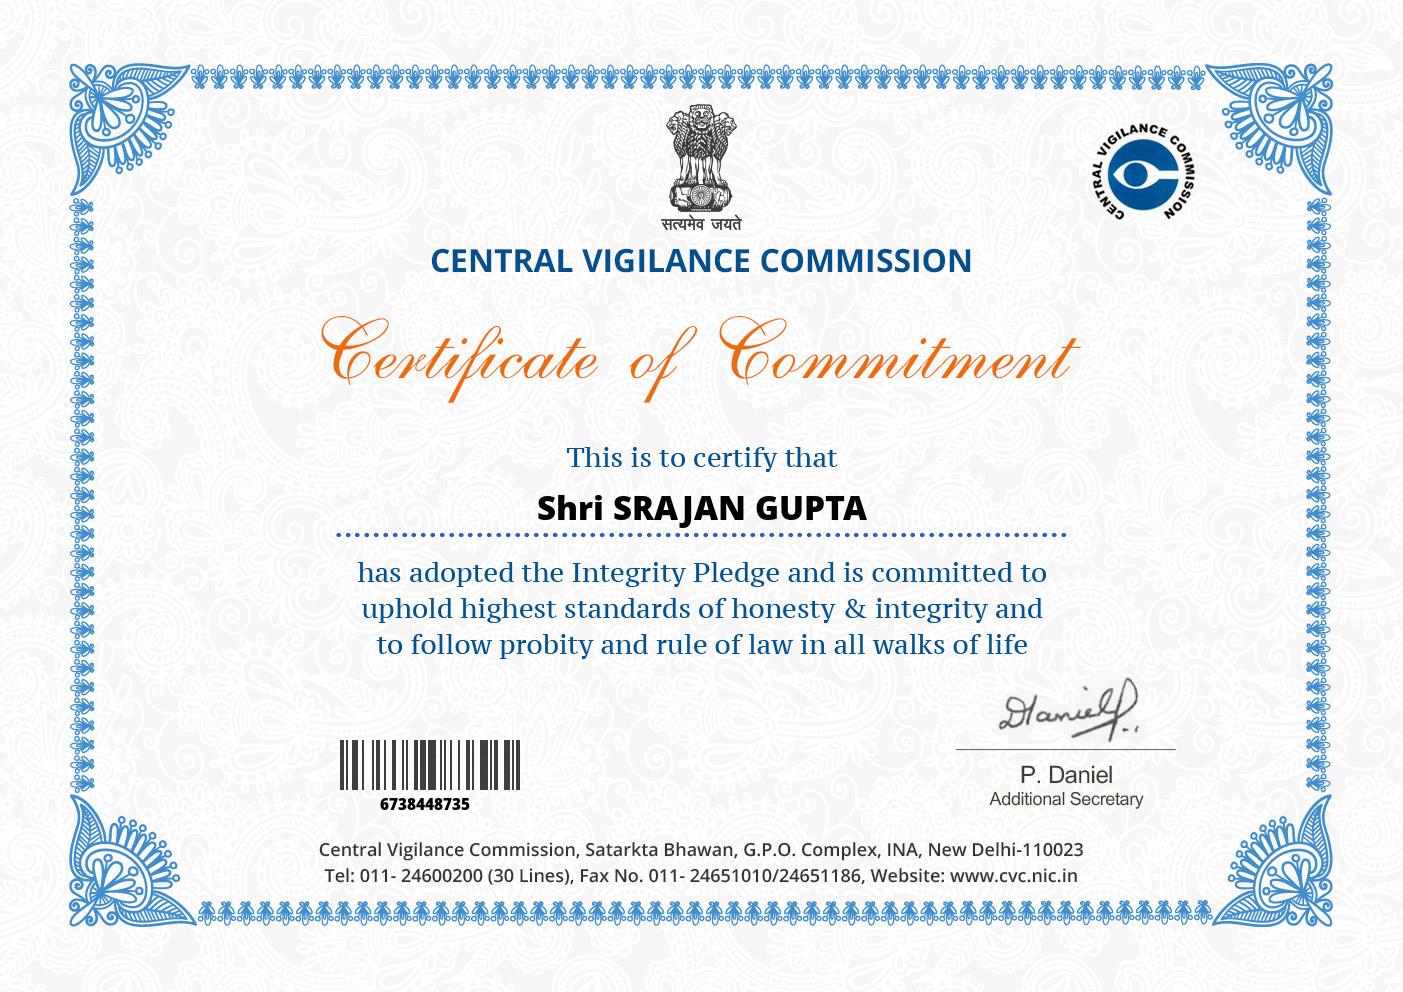 सत्यमेव जयते
CENTRAL VIGILANCE COMMISSION
CENTRAL VIGILANCE COMMISSION
Certificate of Commitment
This is to certify that
Shri SRAJAN GUPTA
has adopted the Integrity Pledge and is committed to
uphold highest standards of honesty & integrity and
to follow probity and rule of law in all walks of life
DanielP..
P. Daniel
Additional Secretary
6738448735
Central Vigilance Commission, Satarkta Bhawan, G.P.O. Complex, INA, New Delhi-110023
Tel: 011- 24600200 (30 Lines), Fax No. 011- 24651010/24651186, Website: www.cvc.nic.in